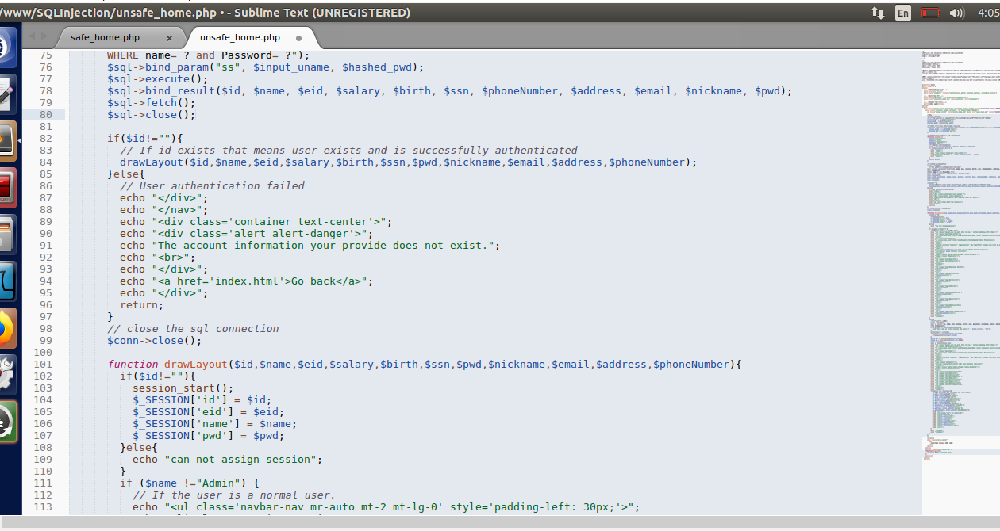 /www/SQLInjection/unsafe_home.php • - Sublime Text (UNREGISTERED)
En
4:05
safe_home.php x
unsafe_home.php
75 WHERE name= ? and Password= ?");
76 $sql->bind_param("ss", $input_uname, $hashed_pwd);
77 $sql->execute();
78 $sql->bind_result($id, $name, $eid, $salary, $birth, $ssn, $phoneNumber, $address, $email, $nickname, $pwd);
79 $sql->fetch();
80 $sql->close();
81
82 if($id!=""){
83 // If id exists that means user exists and is successfully authenticated
84 drawLayout($id,$name,$eid,$salary,$birth,$ssn,$pwd,$nickname,$email,$address,$phoneNumber);
85 }else{
86 // User authentication failed
87 echo "</div>";
88 echo "</nav>";
89 echo "<div class='container text-center'>";
90 echo "<div class='alert alert-danger'>";
91 echo "The account information your provide does not exist.";
92 echo "<br>";
93 echo "</div>";
94 echo "<a href='index.html'>Go back</a>";
95 echo "</div>";
96 return;
97 }
98 // close the sql connection
99 $conn->close();
100
101 function drawLayout($id,$name,$eid,$salary,$birth,$ssn,$pwd,$nickname,$email,$address,$phoneNumber){
102 if($id!=""){
103 session_start();
104 $_SESSION['id'] = $id;
105 $_SESSION['eid'] = $eid;
106 $_SESSION['name'] = $name;
107 $_SESSION['pwd'] = $pwd;
108 }else{
109 echo "can not assign session";
110 }
111 if ($name !="Admin") {
112 // If the user is a normal user.
113 echo "<ul class='navbar-nav mr-auto mt-2 mt-lg-0' style='padding-left: 30px;'>";